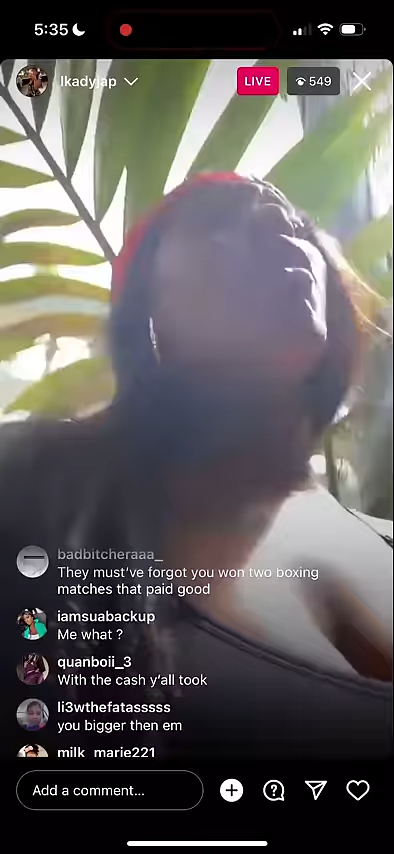 5:35
lkadyjap
LIVE
549
badbitcheraaa_
They must've forgot you won two boxing
matches that paid good
iamsuabackup
Me what ?
quanboii_3
With the cash y'all took
li3wthefatasssss
you bigger then em
milk_marie221
Add a comment...